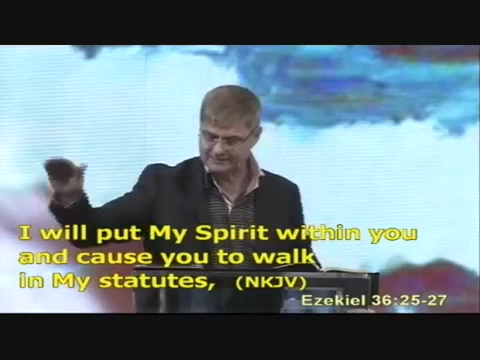 I will put My Spirit within you
and cause you to walk
in My statutes, (NKJV)
Ezekiel 36:25-27